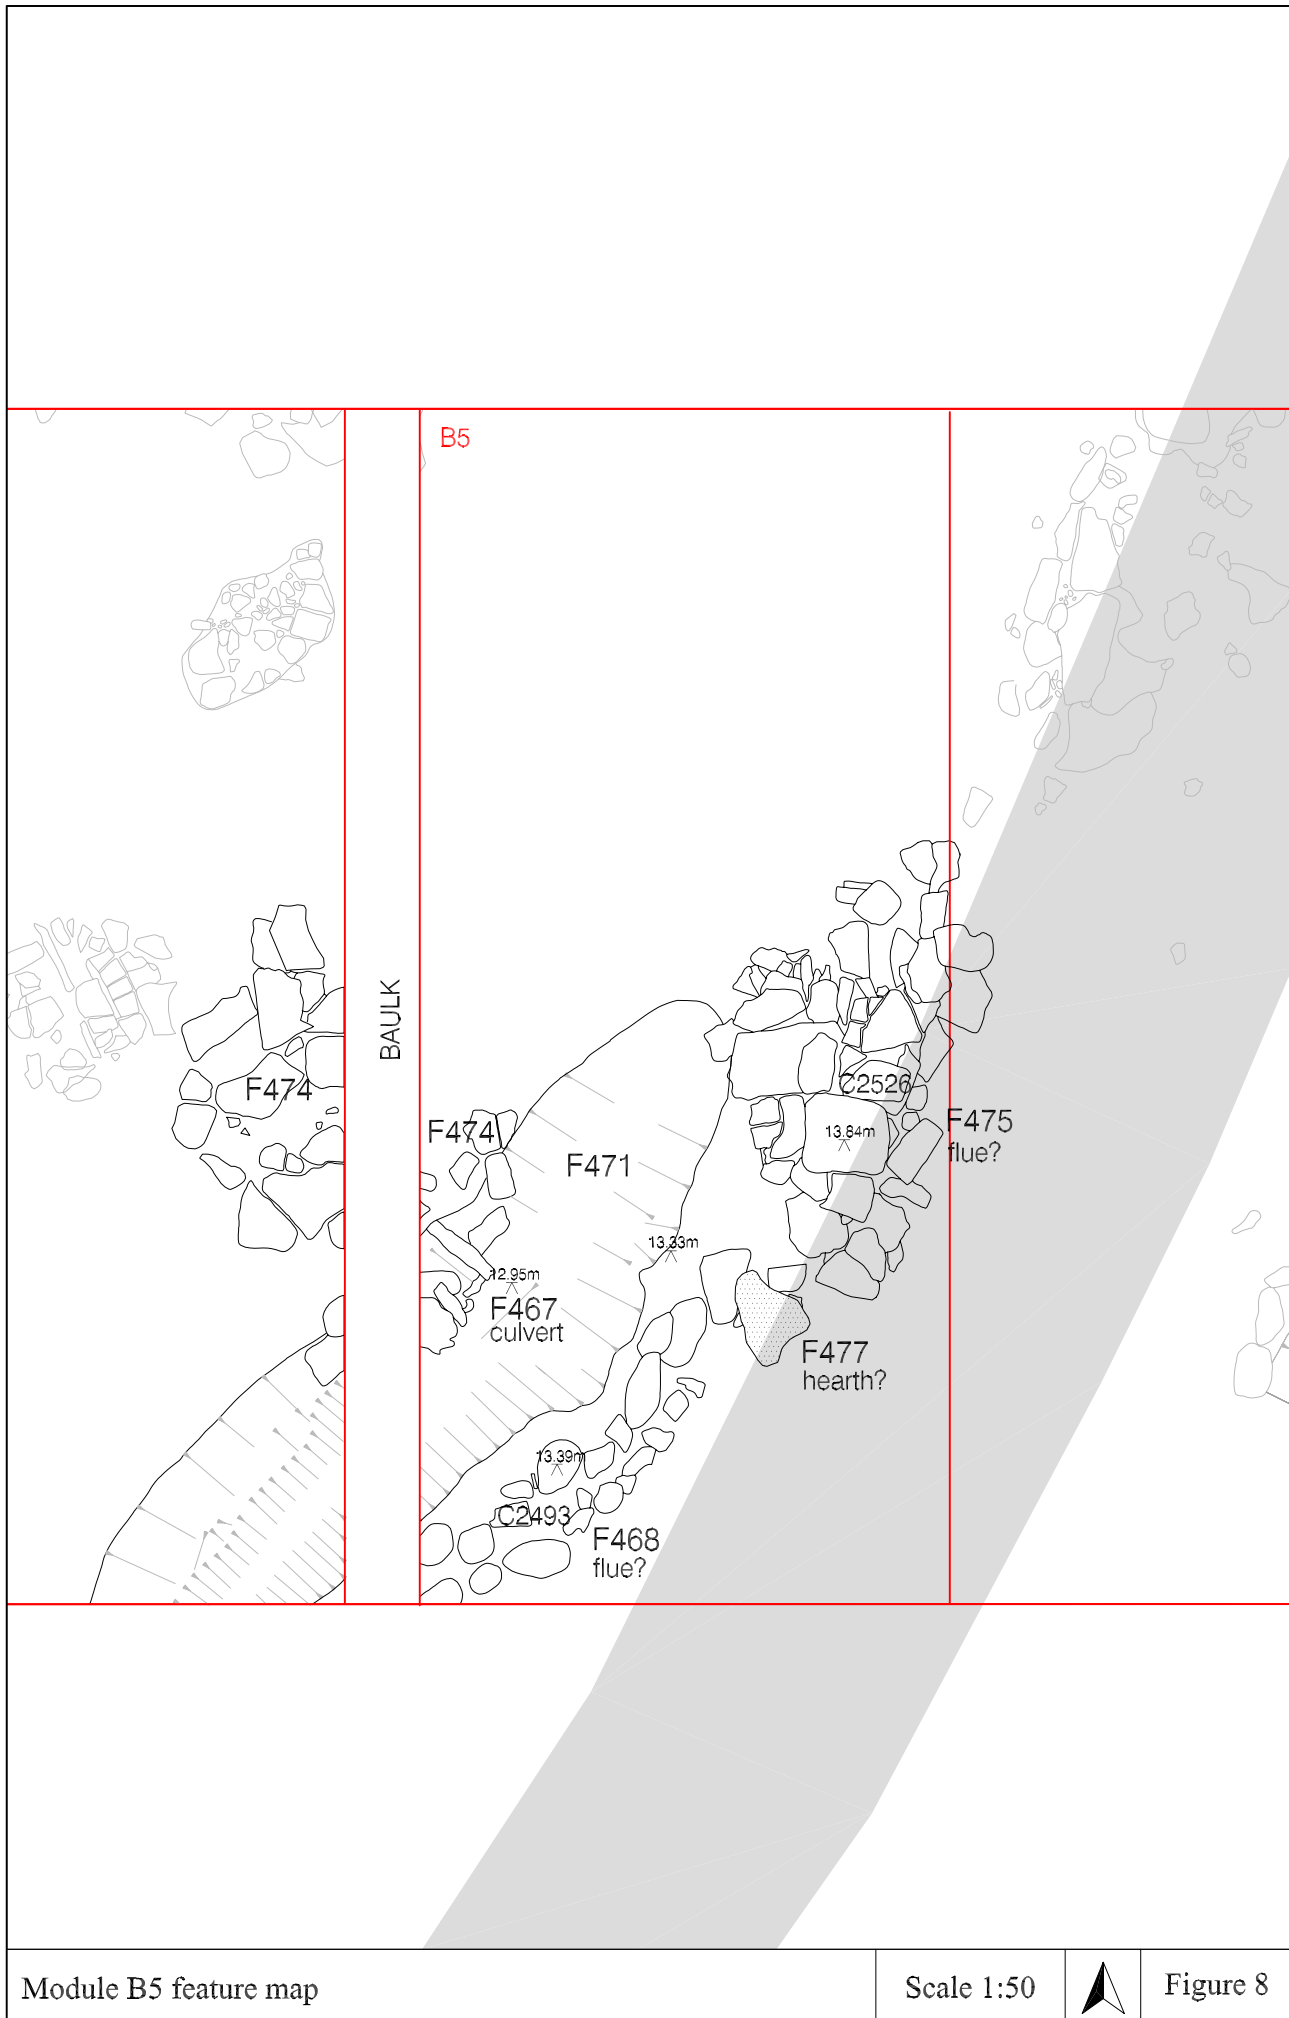 B5
BAULK
F474
C2526
F474
F475
flue?
13.84m
F471
13.33m
12.95m
F467
culvert
F477
hearth?
13.39m
C2493
F468
flue?
Module B5 feature map
Scale 1:50
Figure 8